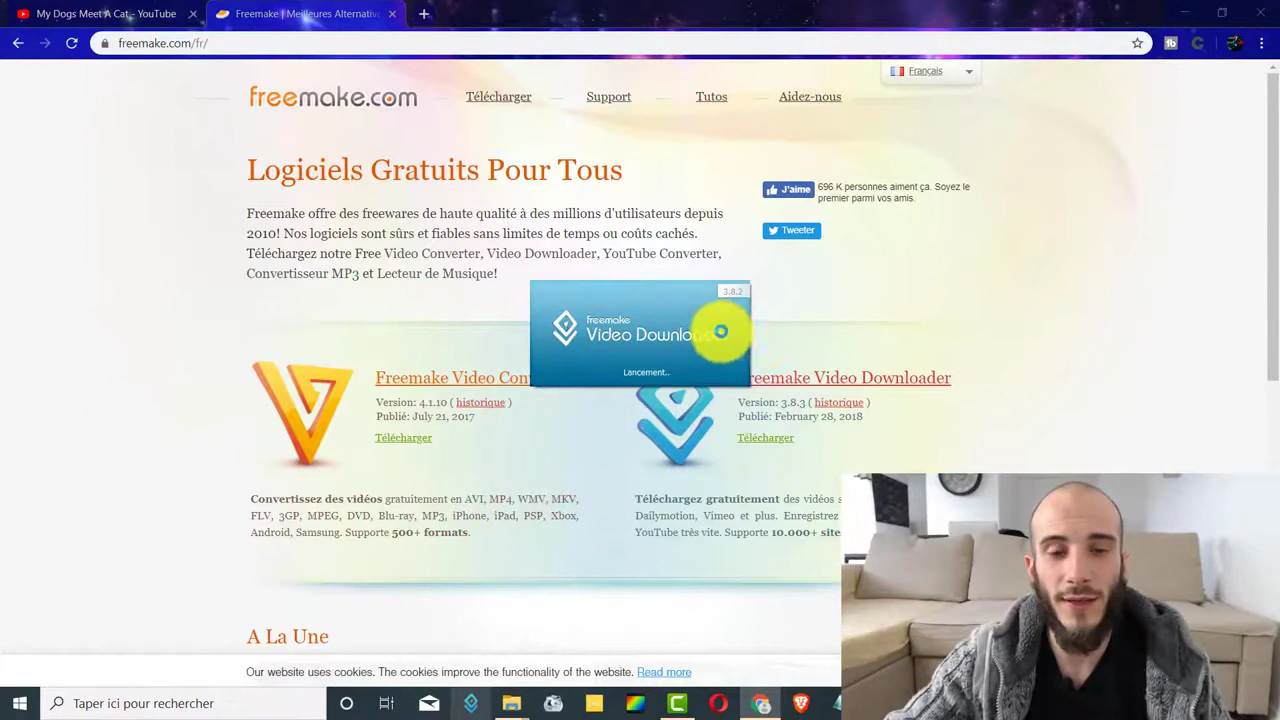 My Dogs Meet A Cat - YouTube
Freemake | Meilleures Alternativ
freemake.com/fr/
Français
freemake.com
Télécharger
Support
Tutos
Aidez-nous
Logiciels Gratuits Pour Tous
J'aime
696 K personnes aiment ça. Soyez le
premier parmi vos amis.
Tweeter
Freemake offre des freewares de haute qualité à des millions d'utilisateurs depuis
2010! Nos logiciels sont sûrs et fiables sans limites de temps ou coûts cachés.
Téléchargez notre Free Video Converter, Video Downloader, YouTube Converter,
Convertisseur MP3 et Lecteur de Musique!
3.8.2
freemake
Video Downlo
Lancement..
Freemake Video Con
Version: 4.1.10 ( historique )
Publié: July 21, 2017
Télécharger
reemake Video Downloader
Version: 3.8.3 ( historique )
Publié: February 28, 2018
Télécharger
Convertissez des vidéos gratuitement en AVI, MP4, WMV, MKV,
FLV, 3GP, MPEG, DVD, Blu-ray, MP3, iPhone, iPad, PSP, Xbox,
Android, Samsung. Supporte 500+ formats.
Téléchargez gratuitement des vidéos s
Dailymotion, Vimeo et plus. Enregistrez
YouTube très vite. Supporte 10.000+ site
A La Une
Our website uses cookies. The cookies improve the functionality of the website. Read more
Taper ici pour rechercher